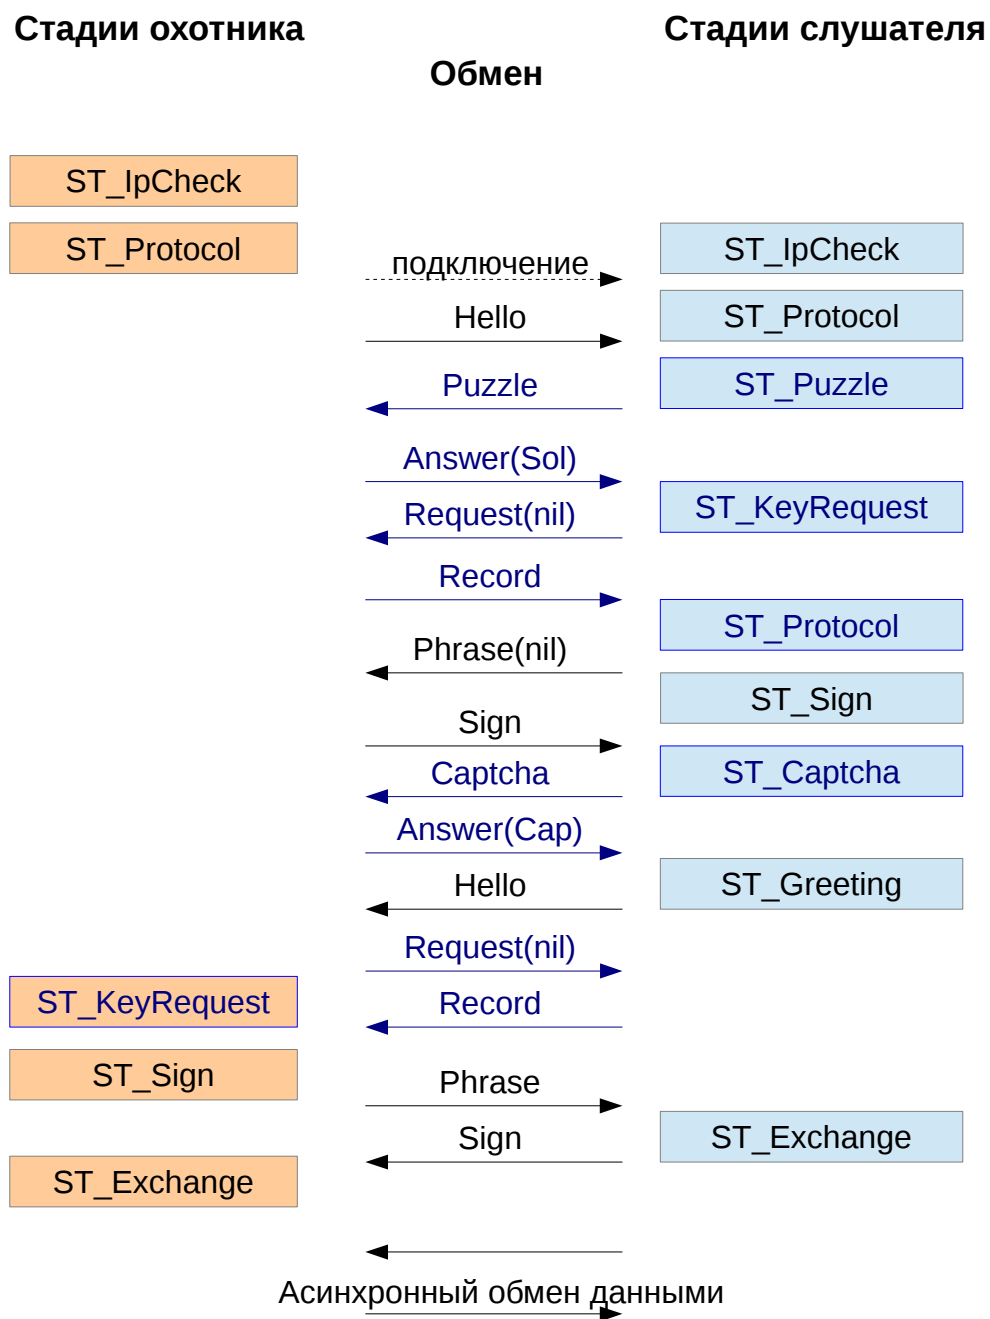 Стадии охотника
Стадии слушателя
Обмен
ST_IpCheck
ST_Protocol
ST_IpCheck
подключение
Hello
ST_Protocol
Puzzle
ST_Puzzle
Answer(Sol)
Request(nil)
ST_KeyRequest
Record
ST_Protocol
Phrase(nil)
ST_Sign
Sign
Captcha
ST_Captcha
Answer(Cap)
Hello
ST_Greeting
Request(nil)
ST_KeyRequest
Record
ST_Sign
Phrase
Sign
ST_Exchange
ST_Exchange
Асинхронный обмен данными